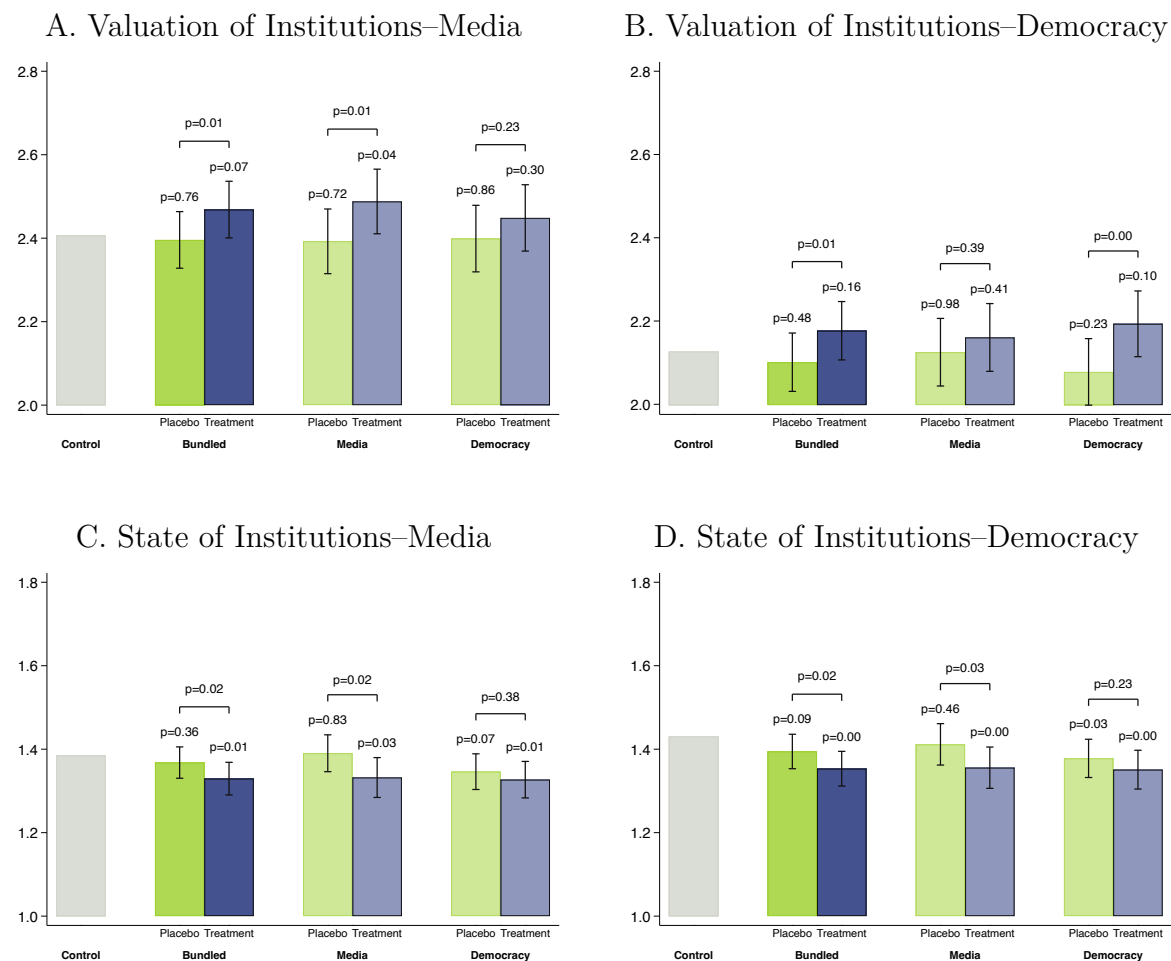 A. Valuation of Institutions–Media
2.8
2.6
2.4
2.2
2.0
p=0.01
p=0.01
p=0.23
p=0.76 p=0.07
p=0.72 p=0.04
p=0.86 p=0.30
Placebo Treatment Placebo Treatment Placebo Treatment
Control Bundled Media Democracy
B. Valuation of Institutions–Democracy
2.8
2.6
2.4
2.2
2.0
p=0.01
p=0.39
p=0.00
p=0.48 p=0.16
p=0.98 p=0.41
p=0.23 p=0.10
Placebo Treatment Placebo Treatment Placebo Treatment
Control Bundled Media Democracy
C. State of Institutions–Media
1.8
1.6
1.4
1.2
1.0
p=0.02
p=0.02
p=0.38
p=0.36 p=0.01
p=0.83 p=0.03
p=0.07 p=0.01
Placebo Treatment Placebo Treatment Placebo Treatment
Control Bundled Media Democracy
D. State of Institutions–Democracy
1.8
1.6
1.4
1.2
1.0
p=0.02
p=0.03
p=0.23
p=0.09 p=0.00
p=0.46 p=0.00
p=0.03 p=0.00
Placebo Treatment Placebo Treatment Placebo Treatment
Control Bundled Media Democracy